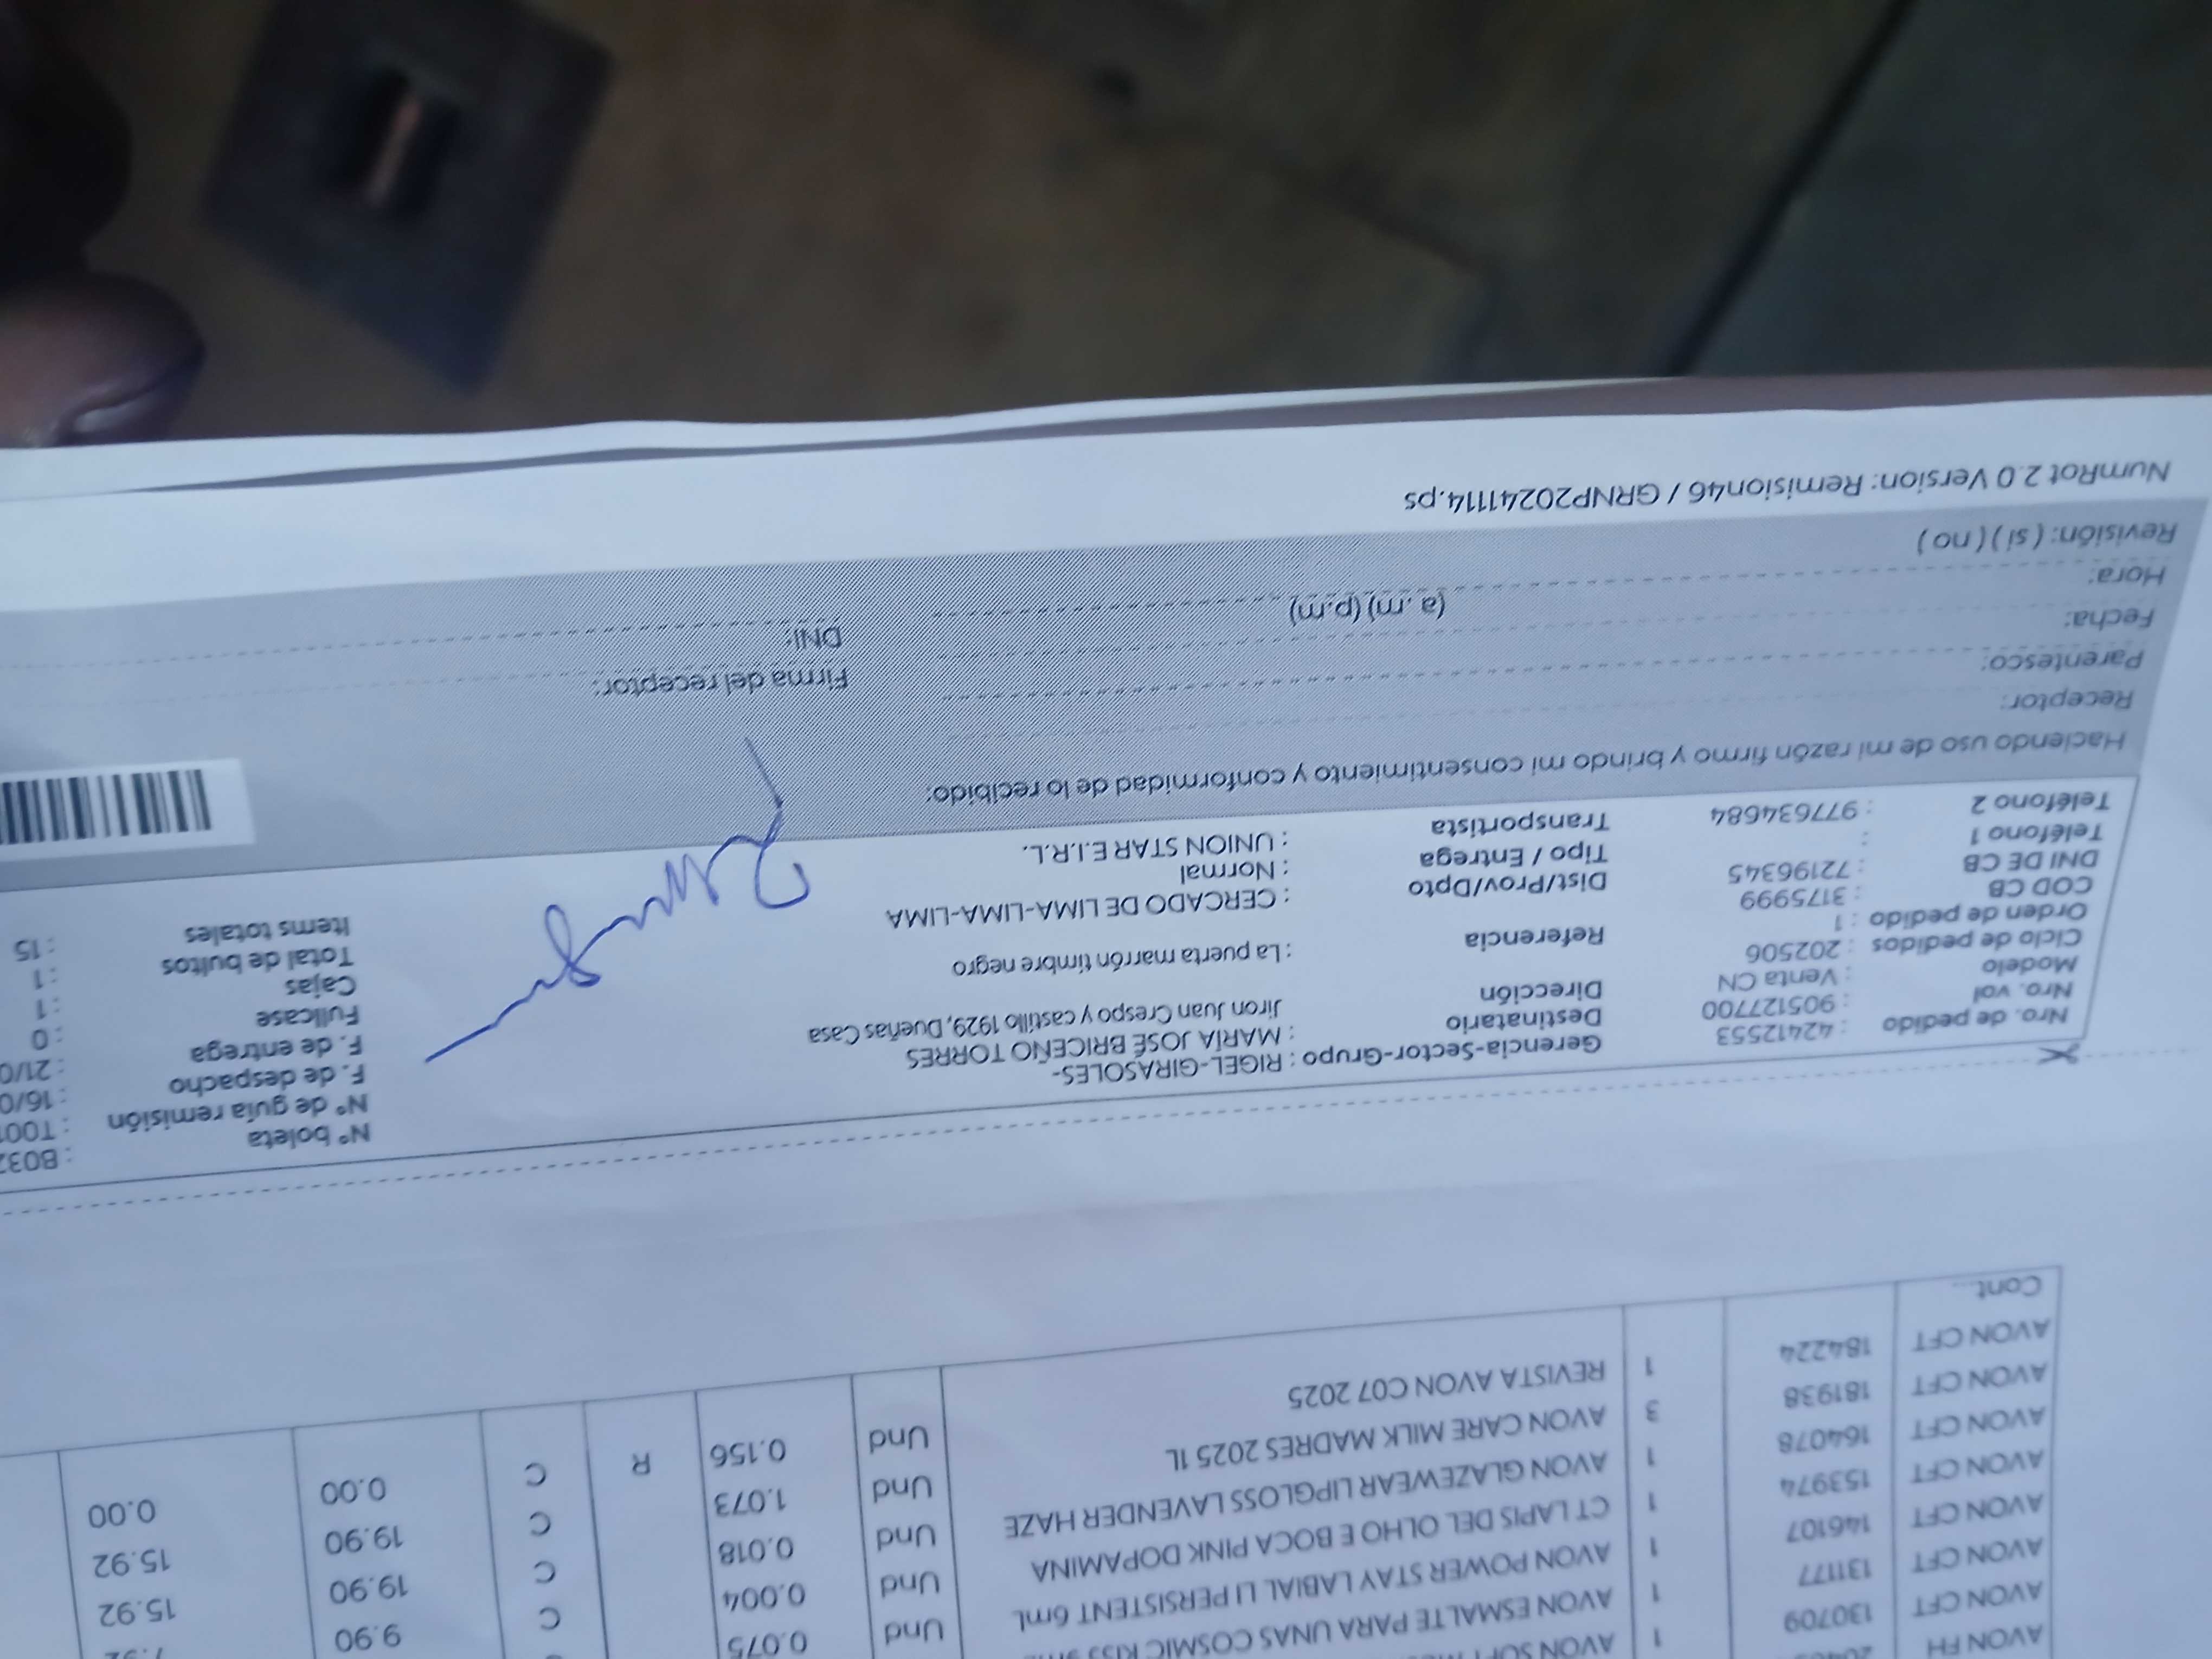 AVON FH
AVON CFT 130709 1 AVON SOFT
AVON CFT 131177 1 AVON ESMALTE PARA UNAS COSMIC KISS
AVON CFT 146107 1 AVON POWER STAY LABIAL LI PERSISTENT 6mL Und 0.075
AVON CFT 153974 1 CT LAPIS DEL OLHO E BOCA PINK DOPAMINA Und 0.004 C 9.90
AVON CFT 164078 1 AVON GLAZEWEAR LIPGLOSS LAVENDER HAZE Und 0.018 C 19.90 15.92
AVON CFT 181938 3 AVON CARE MILK MADRES 2025 1L Und 1.073 C 19.90 15.92
AVON CFT 184224 1 REVISTA AVON C07 2025 Und 0.156 R C 0.00 0.00
Cont...
Nro. de pedido : 42412553
Nro. vol : 905127700
Modelo : Venta CN
Ciclo de pedidos : 202506
Orden de pedido : 1
COD CB : 3175999
DNI DE CB : 72196345
Teléfono 1 :
Teléfono 2 : 977634684
Gerencia-Sector-Grupo : RIGEL-GIRASOLES-
Destinatario : MARÍA JOSÉ BRICEÑO TORRES
Dirección Jiron Juan Crespo y castillo 1929, Dueñas Casa
Referencia : La puerta marrón timbre negro
Dist/Prov/Dpto : CERCADO DE LIMA-LIMA-LIMA
Tipo / Entrega : Normal
Transportista : UNION STAR E.I.R.L.
Nº boleta : B032
Nº de guía remisión : T001
F. de despacho : 16/0
F. de entrega : 21/0
Fullcase : 0
Cajas : 1
Total de bultos : 1
Items totales : 15
Haciendo uso de mi razón firmo y brindo mi consentimiento y conformidad de lo recibido:
Receptor:
Parentesco:
Fecha:
Hora: (a.m) (p.m)
Revisión: ( si ) ( no )
Firma del receptor:
DNI:
NumRot 2.0 Version: Remision46 / GRNP20241114.ps